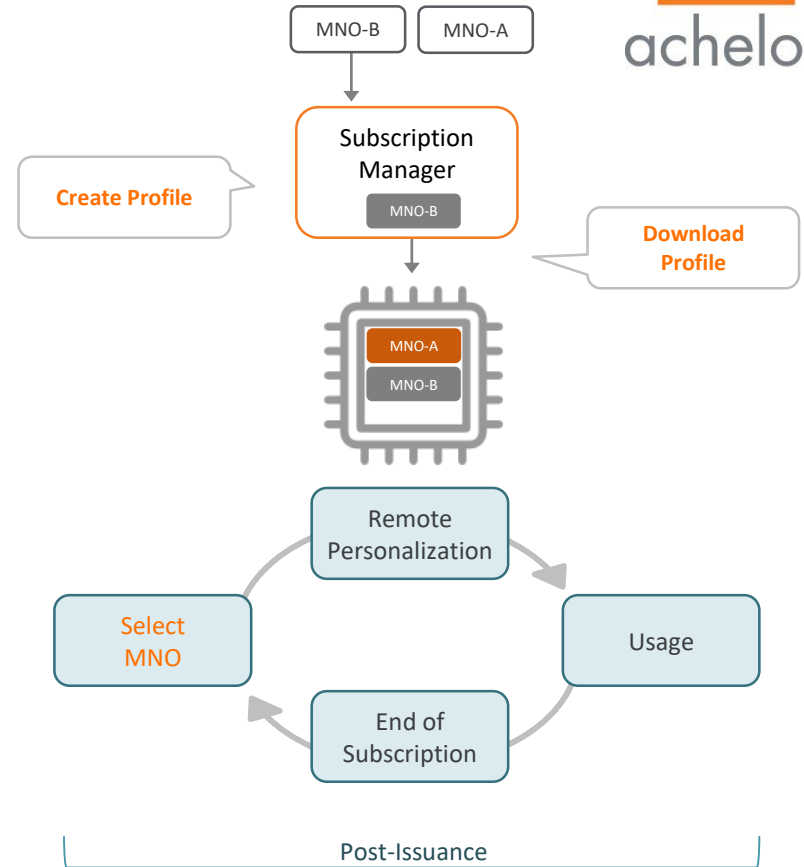 MNO-B
MNO-A
achelo
Subscription
Manager
MNO-B
Create Profile
Download
Profile
MNO-A
MNO-B
Remote
Personalization
Select
MNO
Usage
End of
Subscription
Post-Issuance